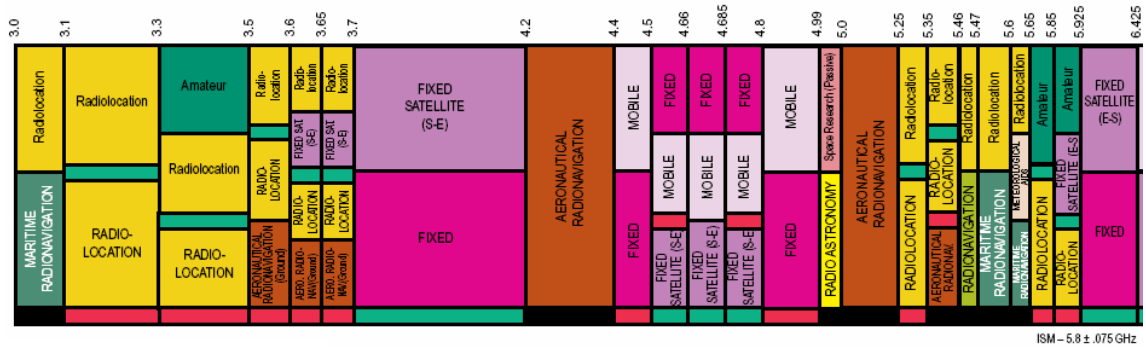 3.0
3.1
3.3
3.5
3.6
3.65
3.7
4.2
4.5
4.66
4.685
4.8
4.99
5.0
5.25
5.35
5.46
5.47
5.6
5.65
5.85
5.925
6.425
Radiolocation
MARITIME
RADIONAVIGATION
Radiolocation
RADIO-
LOCATION
Amateur
Radiolocation
RADIO-
LOCATION
Radio-
location
RADIO-
LOCATION
AERONAUTICAL
RADIONAVIGATION
(Ground)
Radio-
location
FIXED SAT
(S-E)
RADIO-
LOCATION
AERO. RADIO-
NAV.(Ground)
Radio-
location
FIXED SAT
(S-E)
RADIO-
LOCATION
AERO. RADIO-
NAV.(Ground)
FIXED
SATELLITE
(S-E)
FIXED
AERONAUTICAL
RADIONAVIGATION
MOBILE
FIXED
FIXED
MOBILE
FIXED
SATELLITE (S-E)
FIXED
MOBILE
FIXED
SATELLITE (S-E)
FIXED
MOBILE
FIXED
SATELLITE (S-E)
MOBILE
FIXED
Space Research (Passive)
RADIO ASTRONOMY
AERONAUTICAL
RADIONAVIGATION
Radiolocation
RADIOLOCATION
Radio-
location
RADIO-
LOCATION
AERONAUTICAL
RADIONAV.
Radiolocation
RADIONAVIGATION
Radiolocation
MARITIME
RADIONAVIGATION
Radiolocation
METEOROLOGICAL
AIDS
MARITIME
RADIONAVIGATION
Amateur
RADIOLOCATION
Amateur
FIXED
SATELLITE (E-S
RADIO-
LOCATION
FIXED
SATELLITE
(E-S)
FIXED
ISM – 5.8 ± .075 GHz